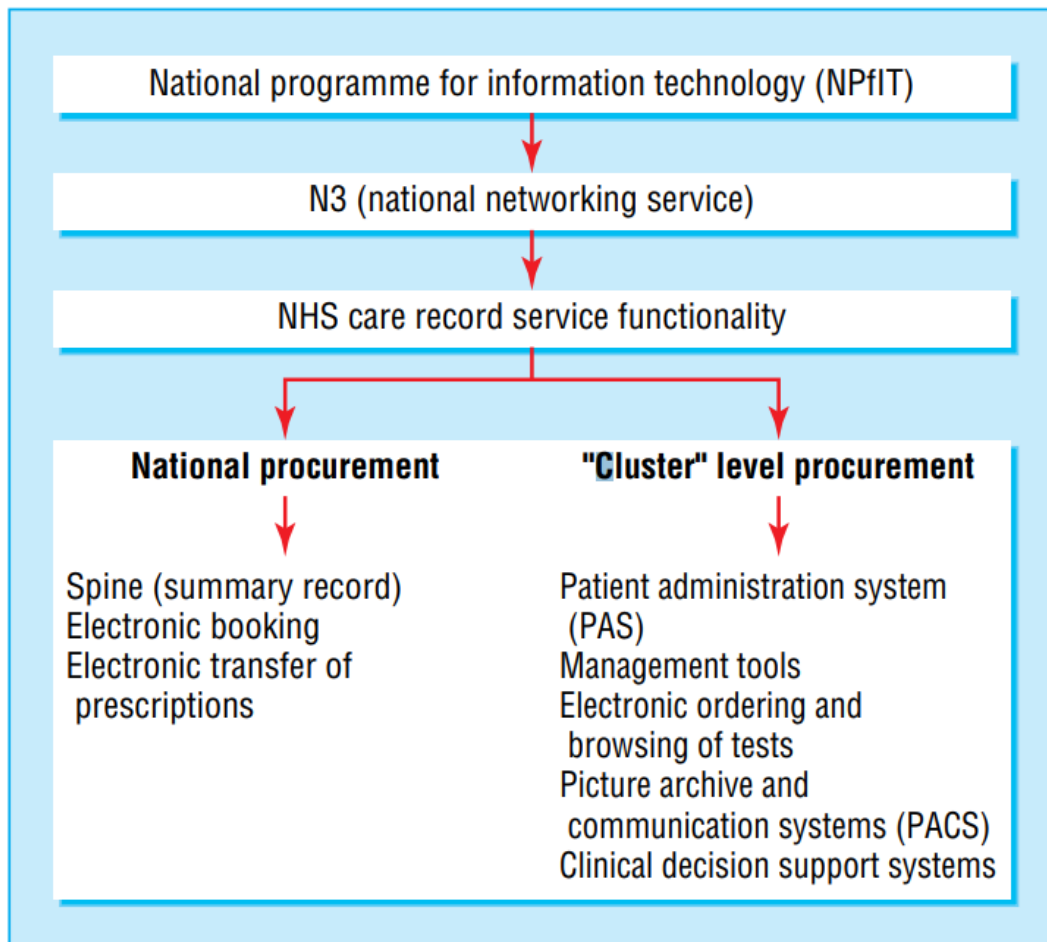 National programme for information technology (NPfIT)
N3 (national networking service)
NHS care record service functionality
National procurement
Spine (summary record)
Electronic booking
Electronic transfer of
prescriptions
"Cluster" level procurement
Patient administration system
(PAS)
Management tools
Electronic ordering and
browsing of tests
Picture archive and
communication systems (PACS)
Clinical decision support systems